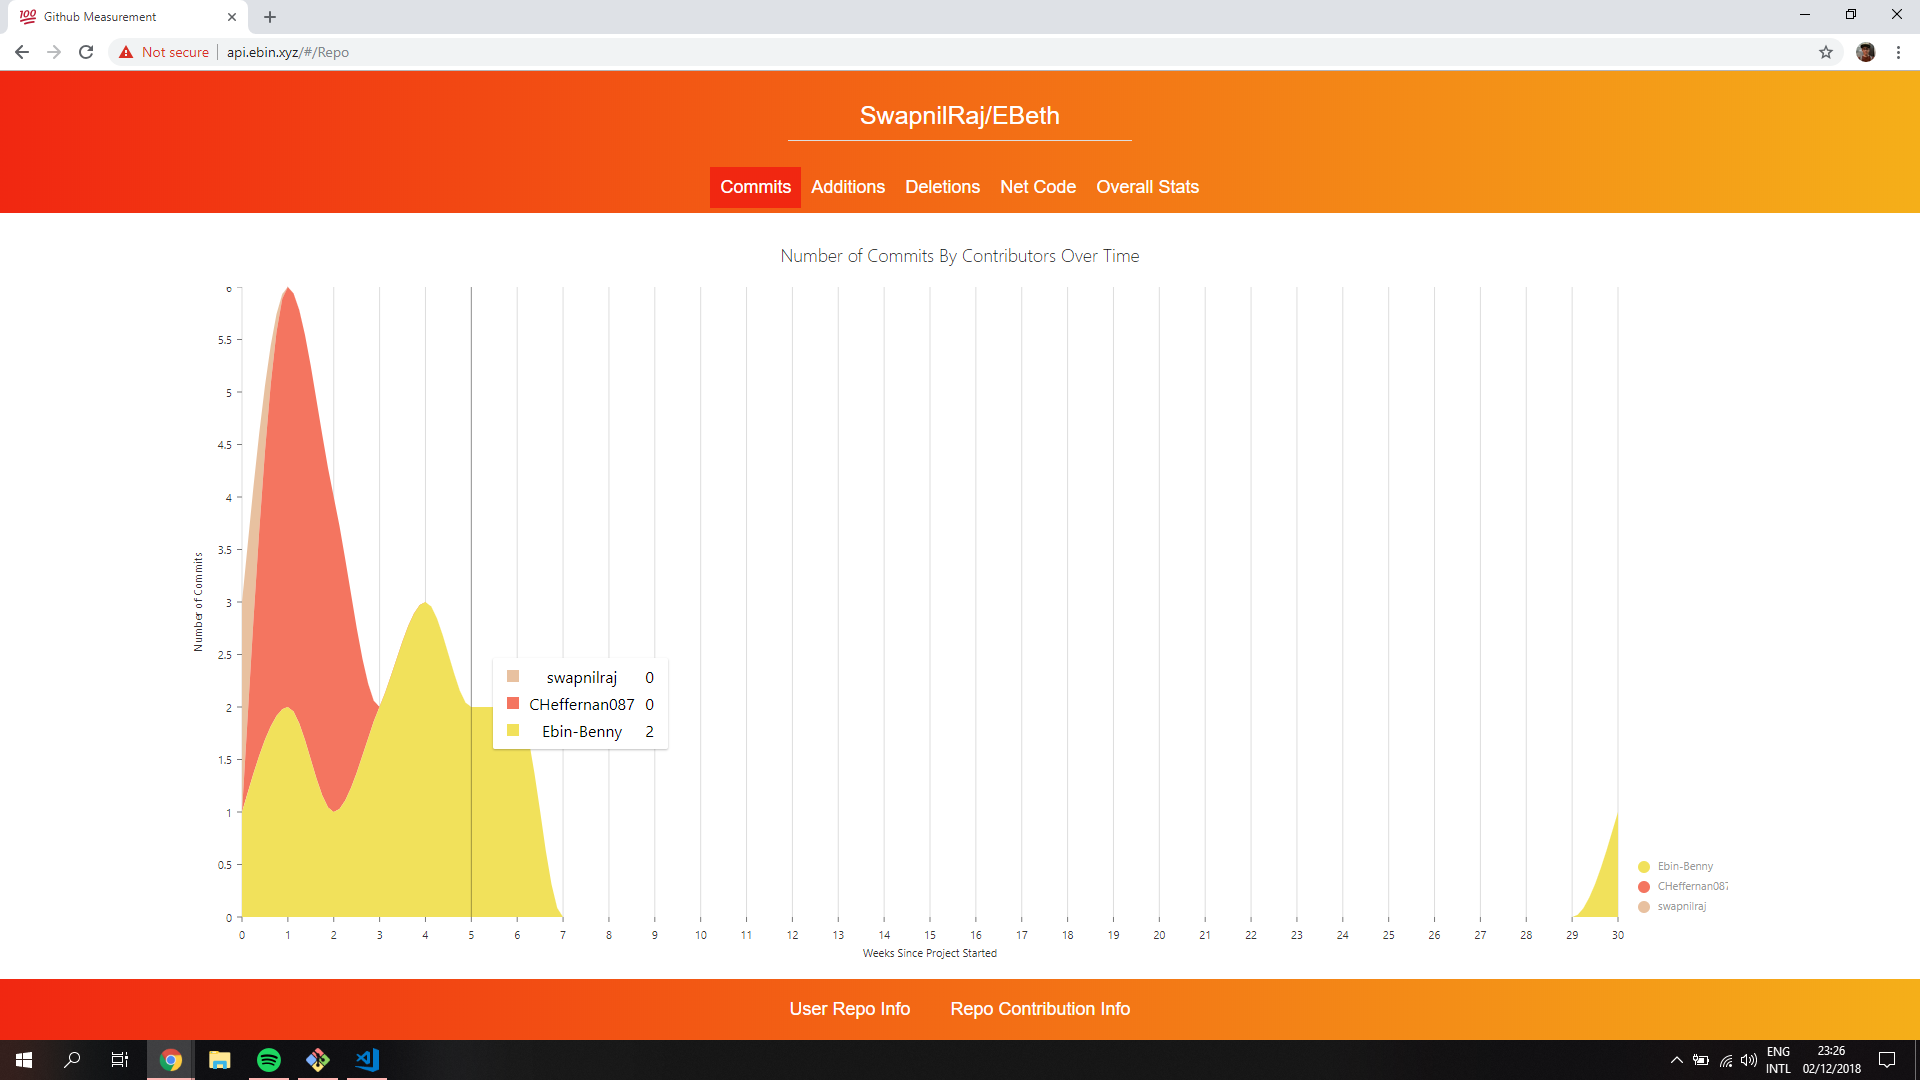 Github Measurement
Not secure api.ebin.xyz/#/Repo
SwapnilRaj/EBeth
Commits Additions Deletions Net Code Overall Stats
Number of Commits By Contributors Over Time
6
5.5
5
4.5
4
3.5
3
2.5
2
1.5
1
0.5
0
Number of Commits
swapnilraj 0
CHeffernan087 0
Ebin-Benny 2
Ebin-Benny
CHeffernan087
swapnilraj
0 1 2 3 4 5 6 7 8 9 10 11 12 13 14 15 16 17 18 19 20 21 22 23 24 25 26 27 28 29 30
Weeks Since Project Started
User Repo Info Repo Contribution Info
ENG 23:26
INTL 02/12/2018